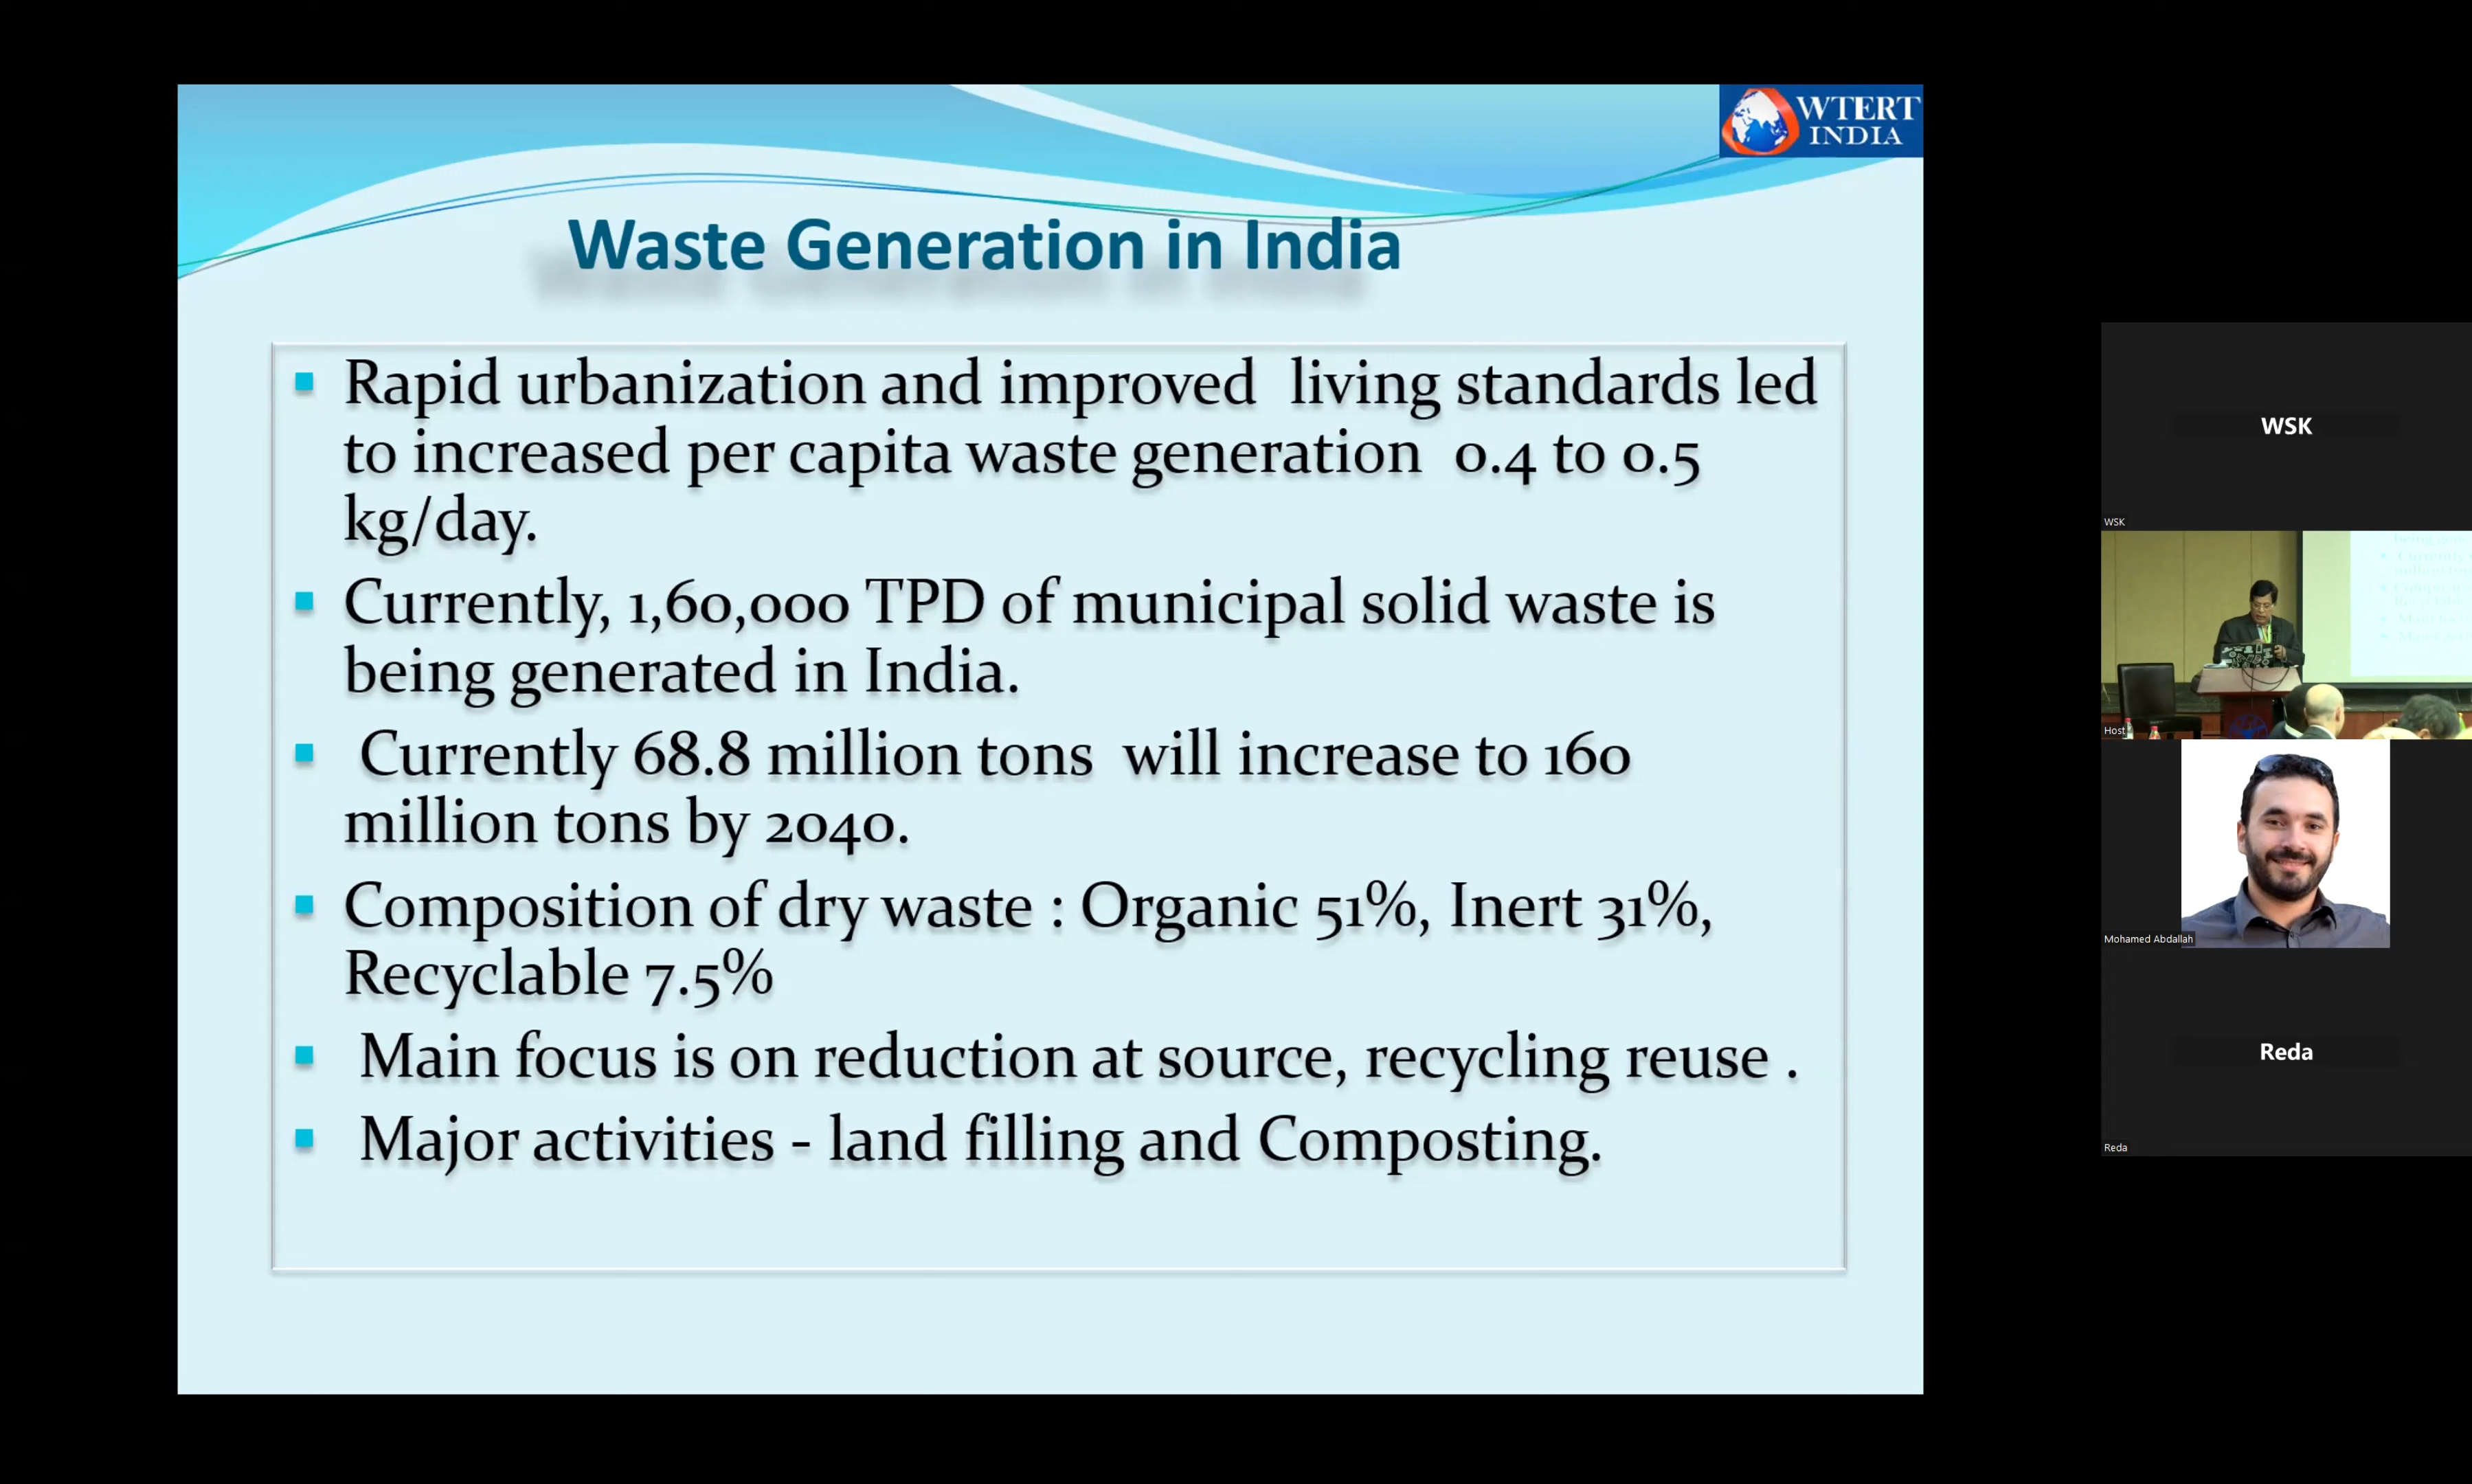 WTERT
INDIA
Waste Generation in India
Rapid urbanization and improved living standards led
to increased per capita waste generation 0.4 to 0.5
kg/day.
Currently, 1,60,000 TPD of municipal solid waste is
being generated in India.
Currently 68.8 million tons will increase to 160
million tons by 2040.
Composition of dry waste : Organic 51%, Inert 31%,
Recyclable 7.5%
Main focus is on reduction at source, recycling reuse .
Major activities - land filling and Composting.
WSK
WSK
Host
Mohamed Abdallah
Reda
Reda